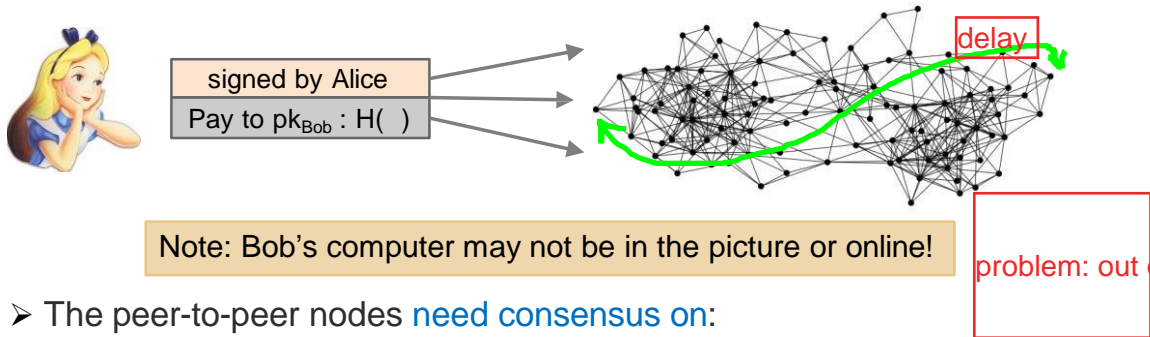 delay
signed by Alice
Pay to pkBob : H( )
Note: Bob’s computer may not be in the picture or online!
problem: out
➢ The peer-to-peer nodes need consensus on: